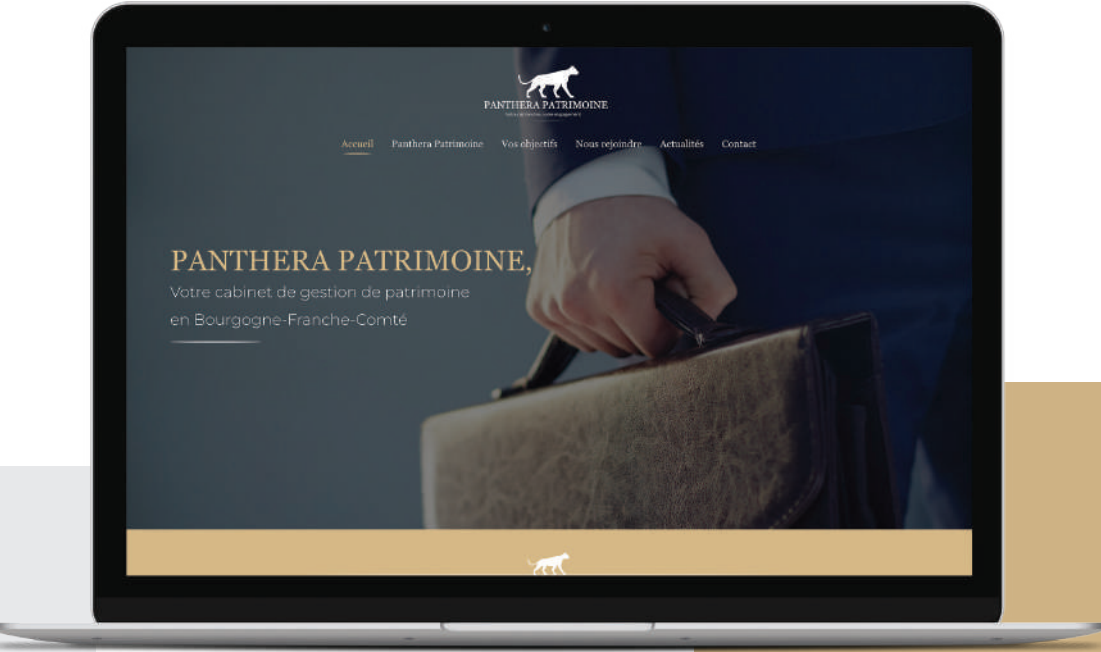 PANTHERA PATRIMOINE
Accueil Panthera Patrimoine Vos objectifs Nous rejoindre Actualités Contact
PANTHERA PATRIMOINE,
Votre cabinet de gestion de patrimoine
en Bourgogne-Franche-Comté